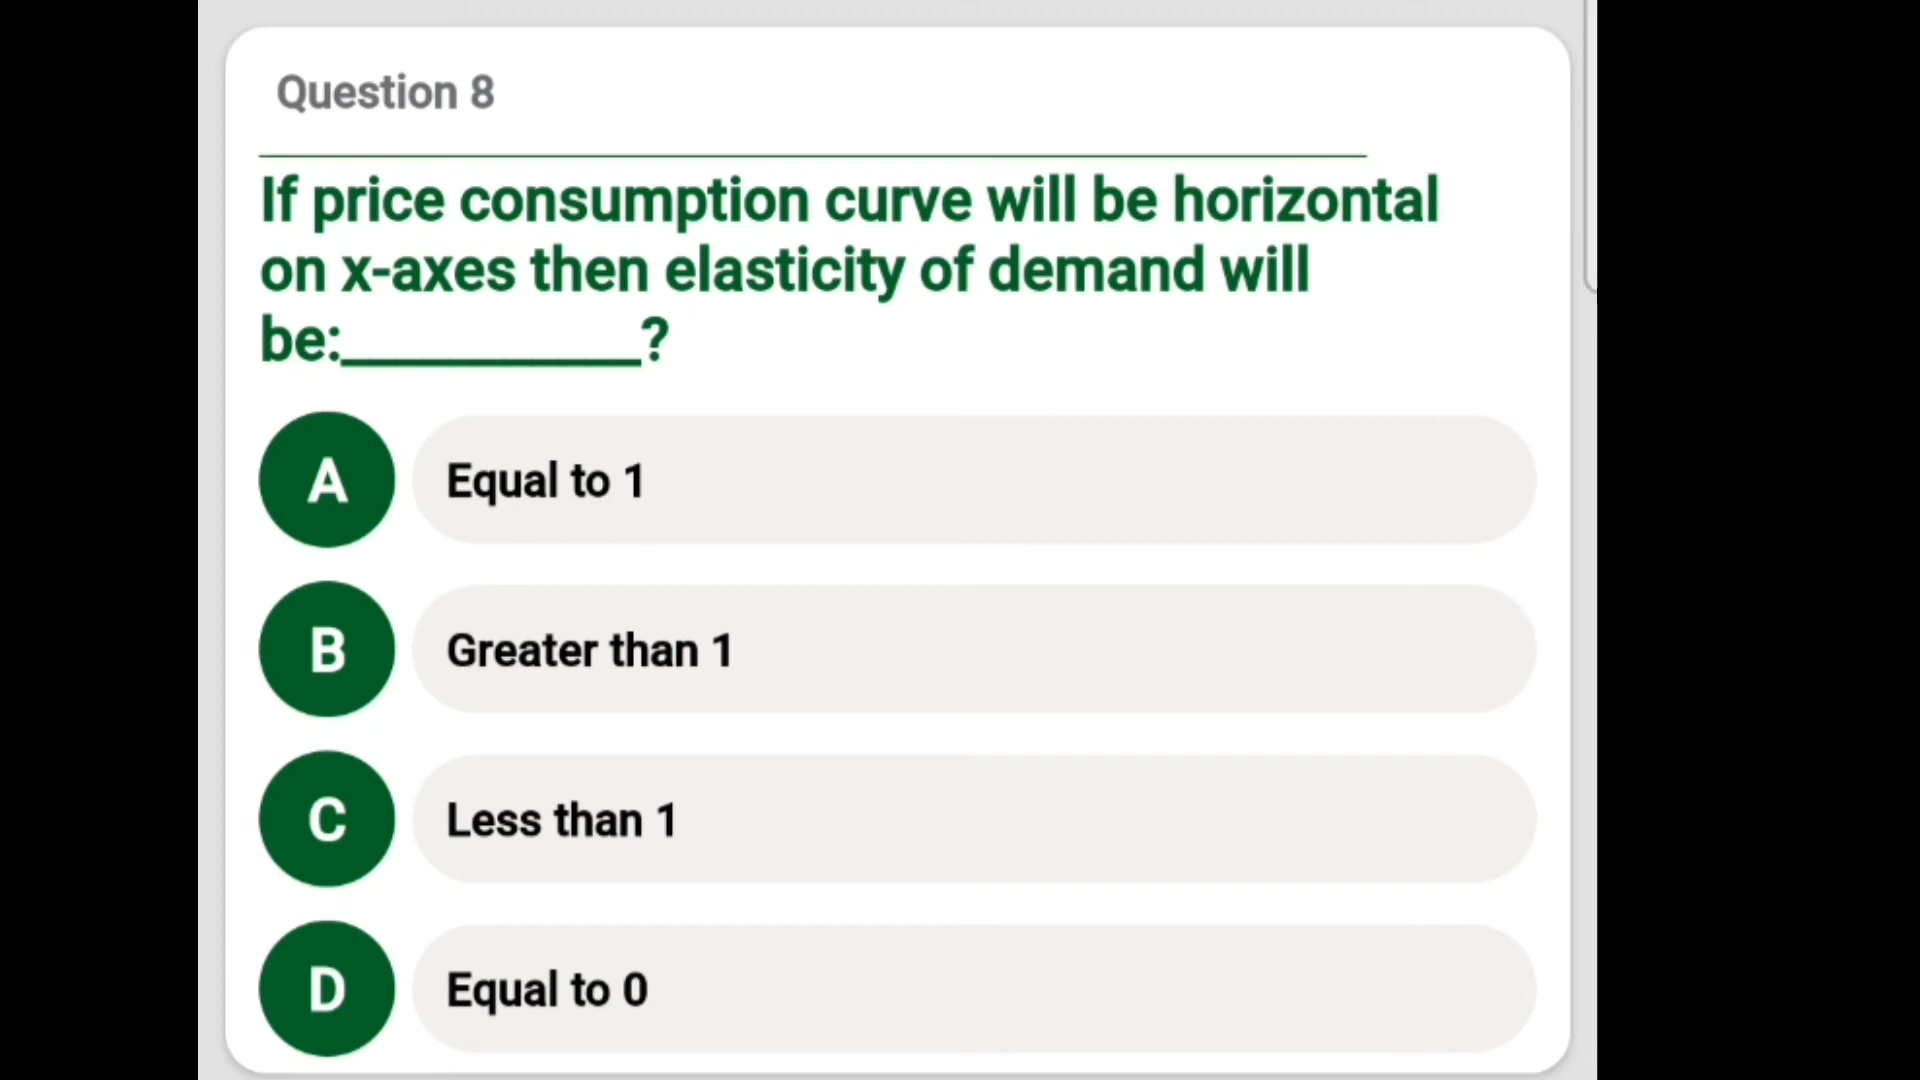 Question 8
If price consumption curve will be horizontal
on x-axes then elasticity of demand will
be:__________?
A Equal to 1
B Greater than 1
C Less than 1
D Equal to 0